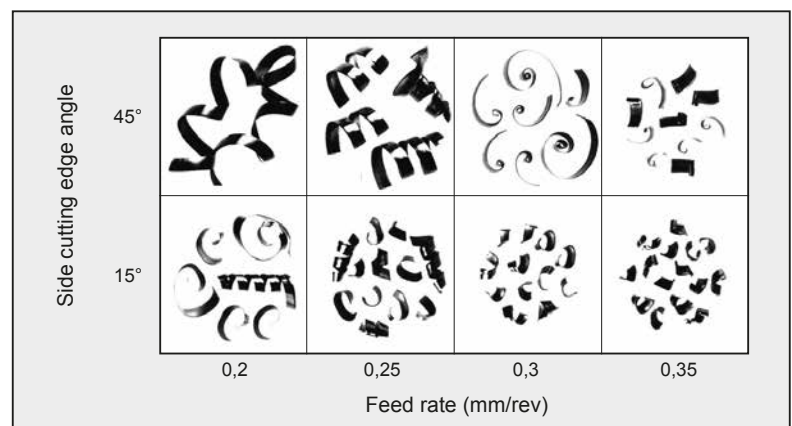 Side cutting edge angle
45°
15°
0,2 0,25 0,3 0,35
Feed rate (mm/rev)